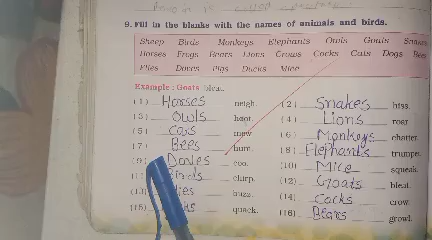 9. Fill in the blanks with the names of animals and birds.
Sheep Birds Monkeys Elephants Owls Goats
Horses Frogs Bears Lions Crows Cocks Cats Dogs Bees
Flies Doves Pigs Ducks Mice
Example : Goats bleat.
(1) Horses neigh. (2) Snakes hiss.
(3) Owls hoot. (4) Lions roar.
(5) Cats mew (6) Monkeys chatter.
(7) Bees hum. (8) Elephants trumpet.
(9) Doves coo. (10) Mice squeak.
chirp. (12) Goats bleat.
(13) buzz. (14) Cocks crow.
(15) quack. (16) Bears growl.